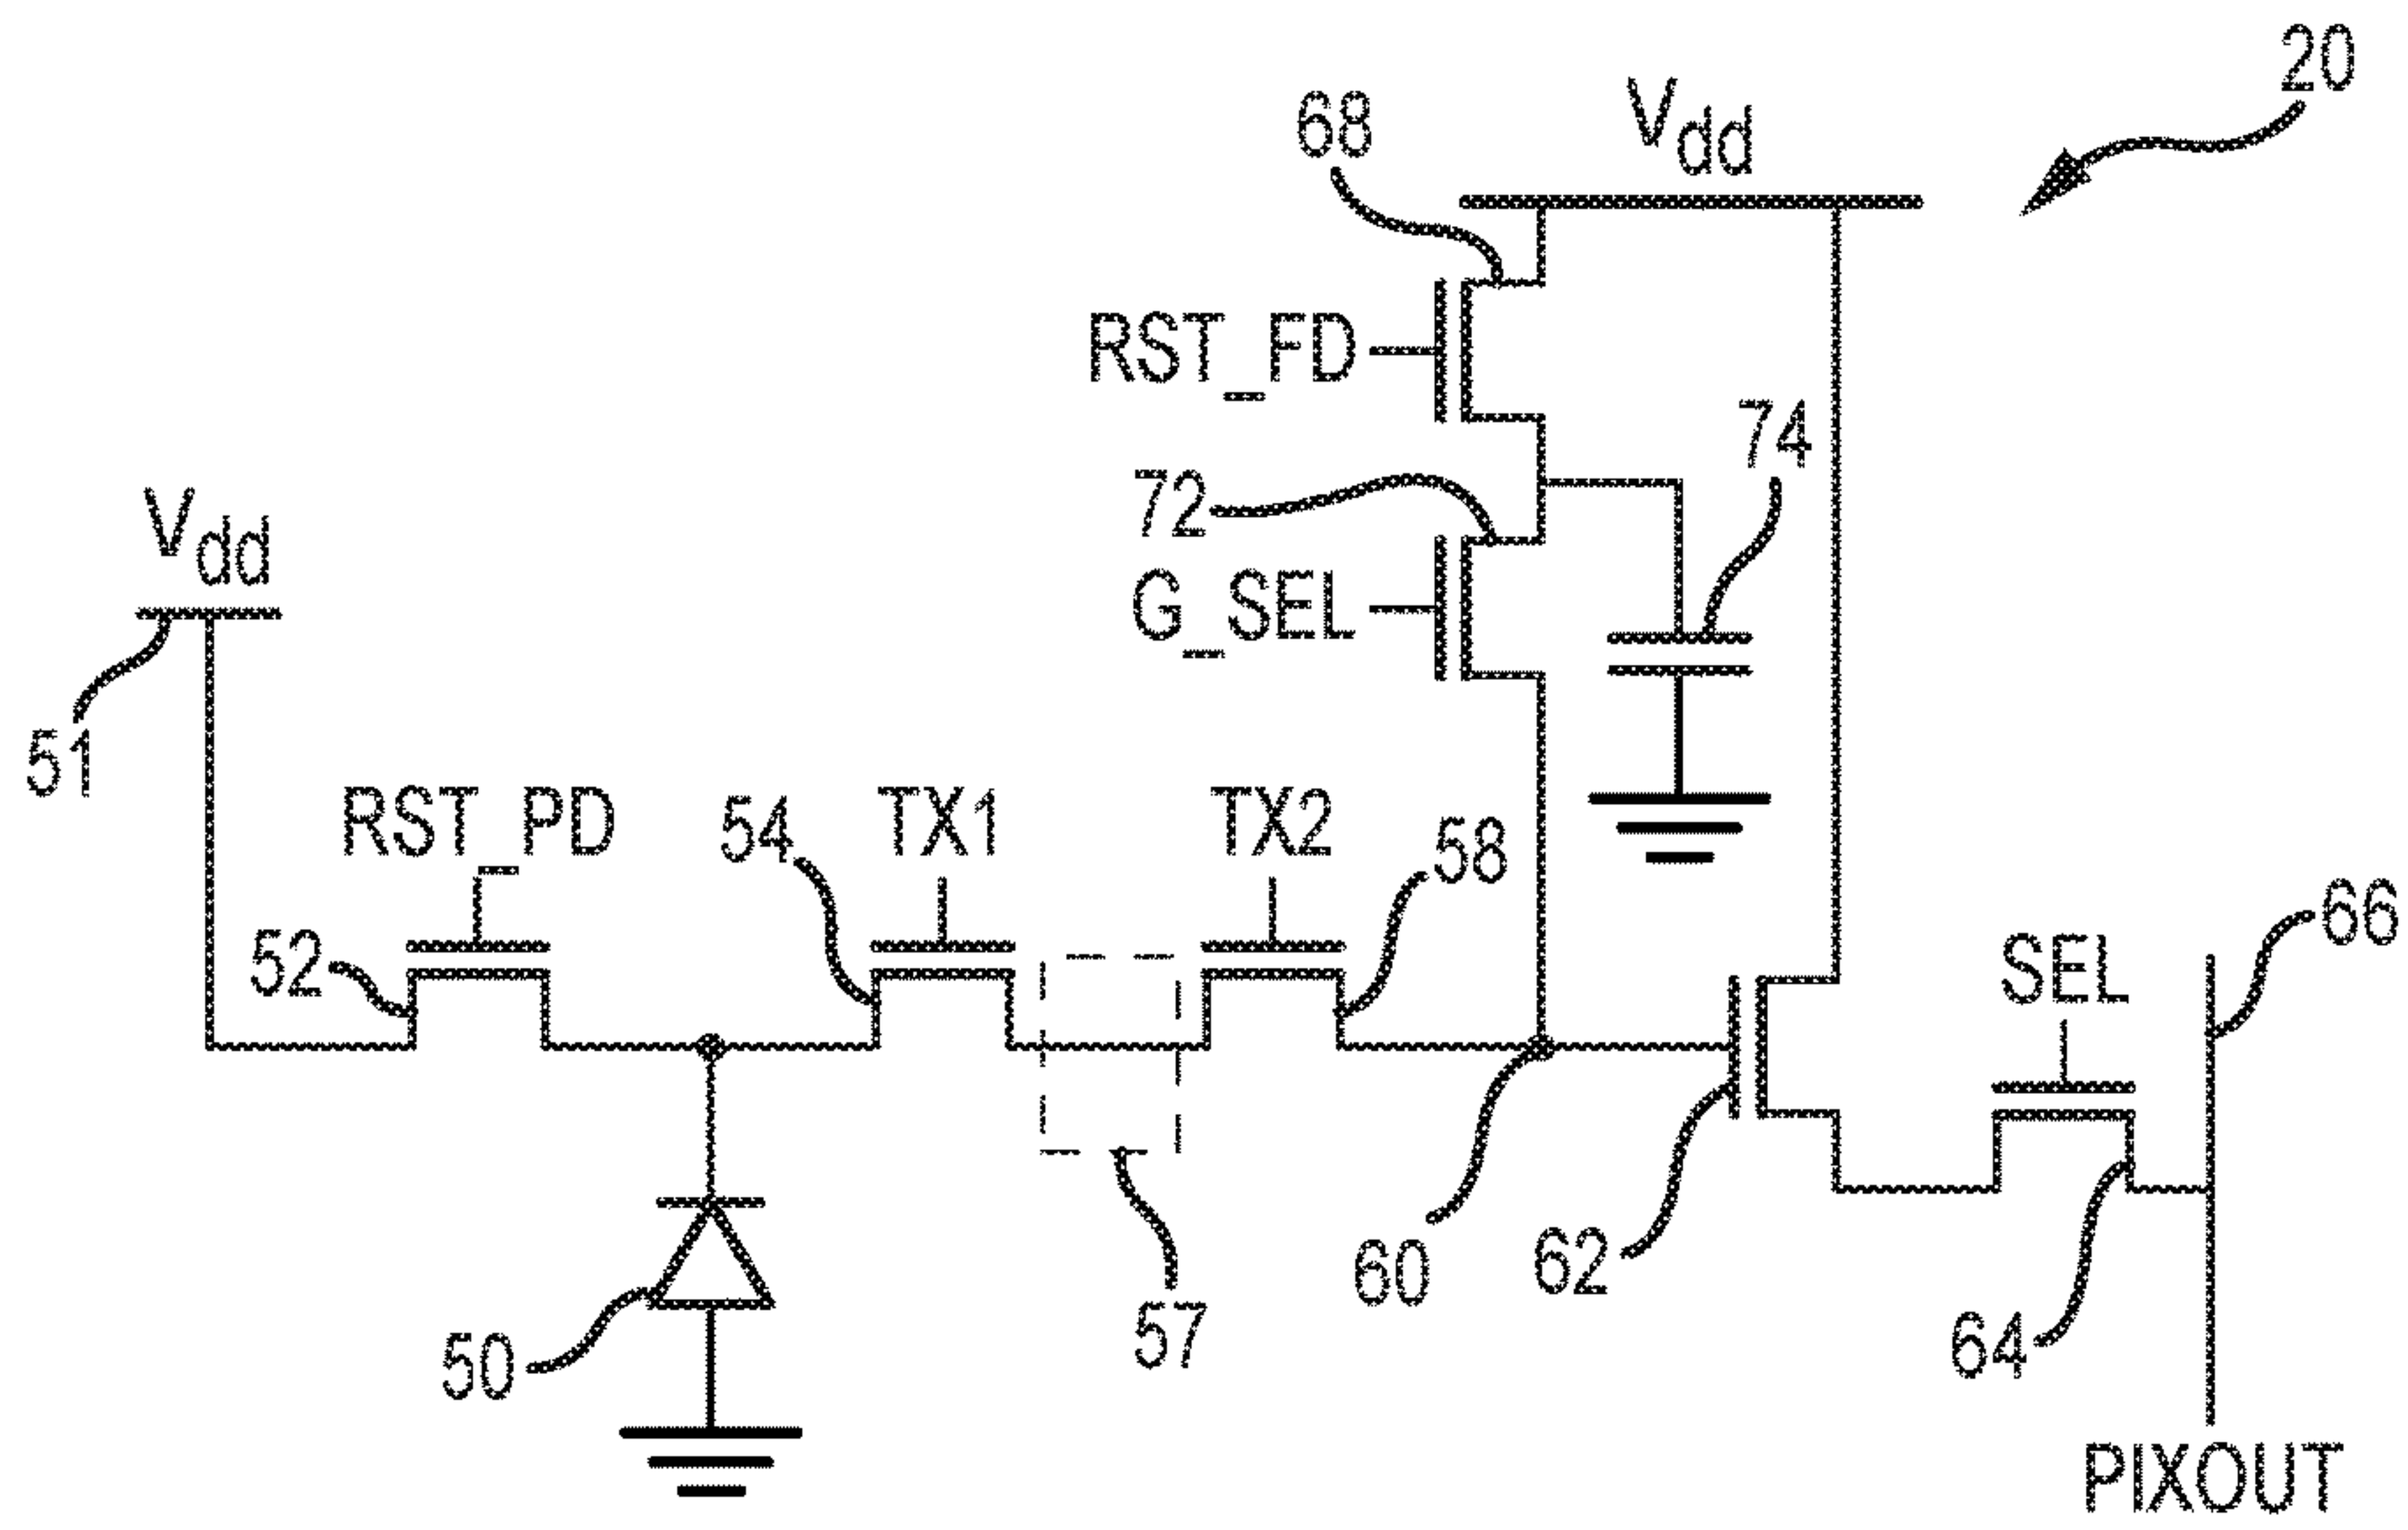 20
68
Vdd
RST_FD
74
72
Vdd
G_SEL
51
RST_PD
54
TX1
TX2
58
66
52
SEL
60
62
57
50
64
PIXOUT